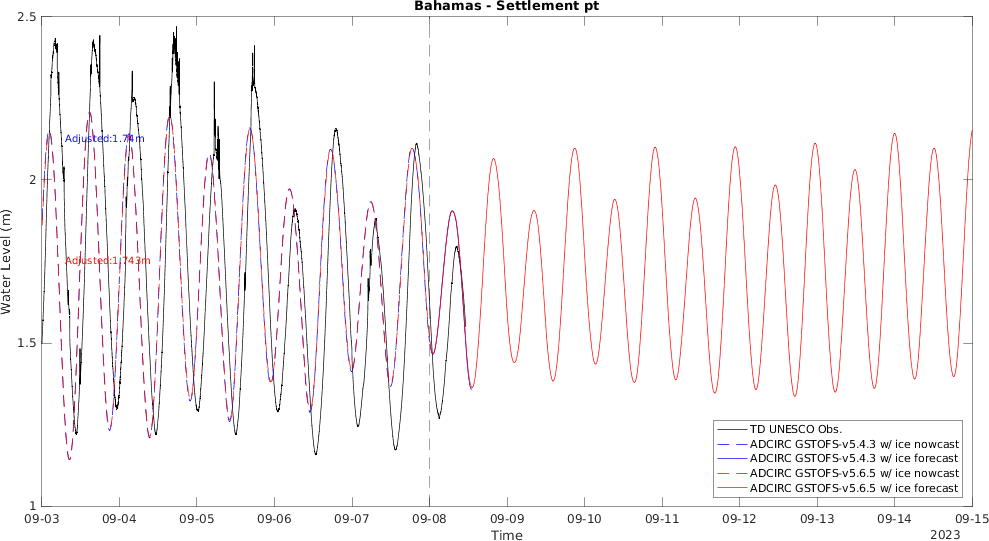 Bahamas - Settlement pt
2.5
2
1.5
1
Water Level (m)
Adjusted:1.74m
Adjusted:1.743m
TD UNESCO Obs.
ADCIRC GSTOFS-v5.4.3 w/ ice nowcast
ADCIRC GSTOFS-v5.4.3 w/ ice forecast
ADCIRC GSTOFS-v5.6.5 w/ ice nowcast
ADCIRC GSTOFS-v5.6.5 w/ ice forecast
09-03 09-04 09-05 09-06 09-07 09-08 09-09 09-10 09-11 09-12 09-13 09-14 09-15
Time
2023